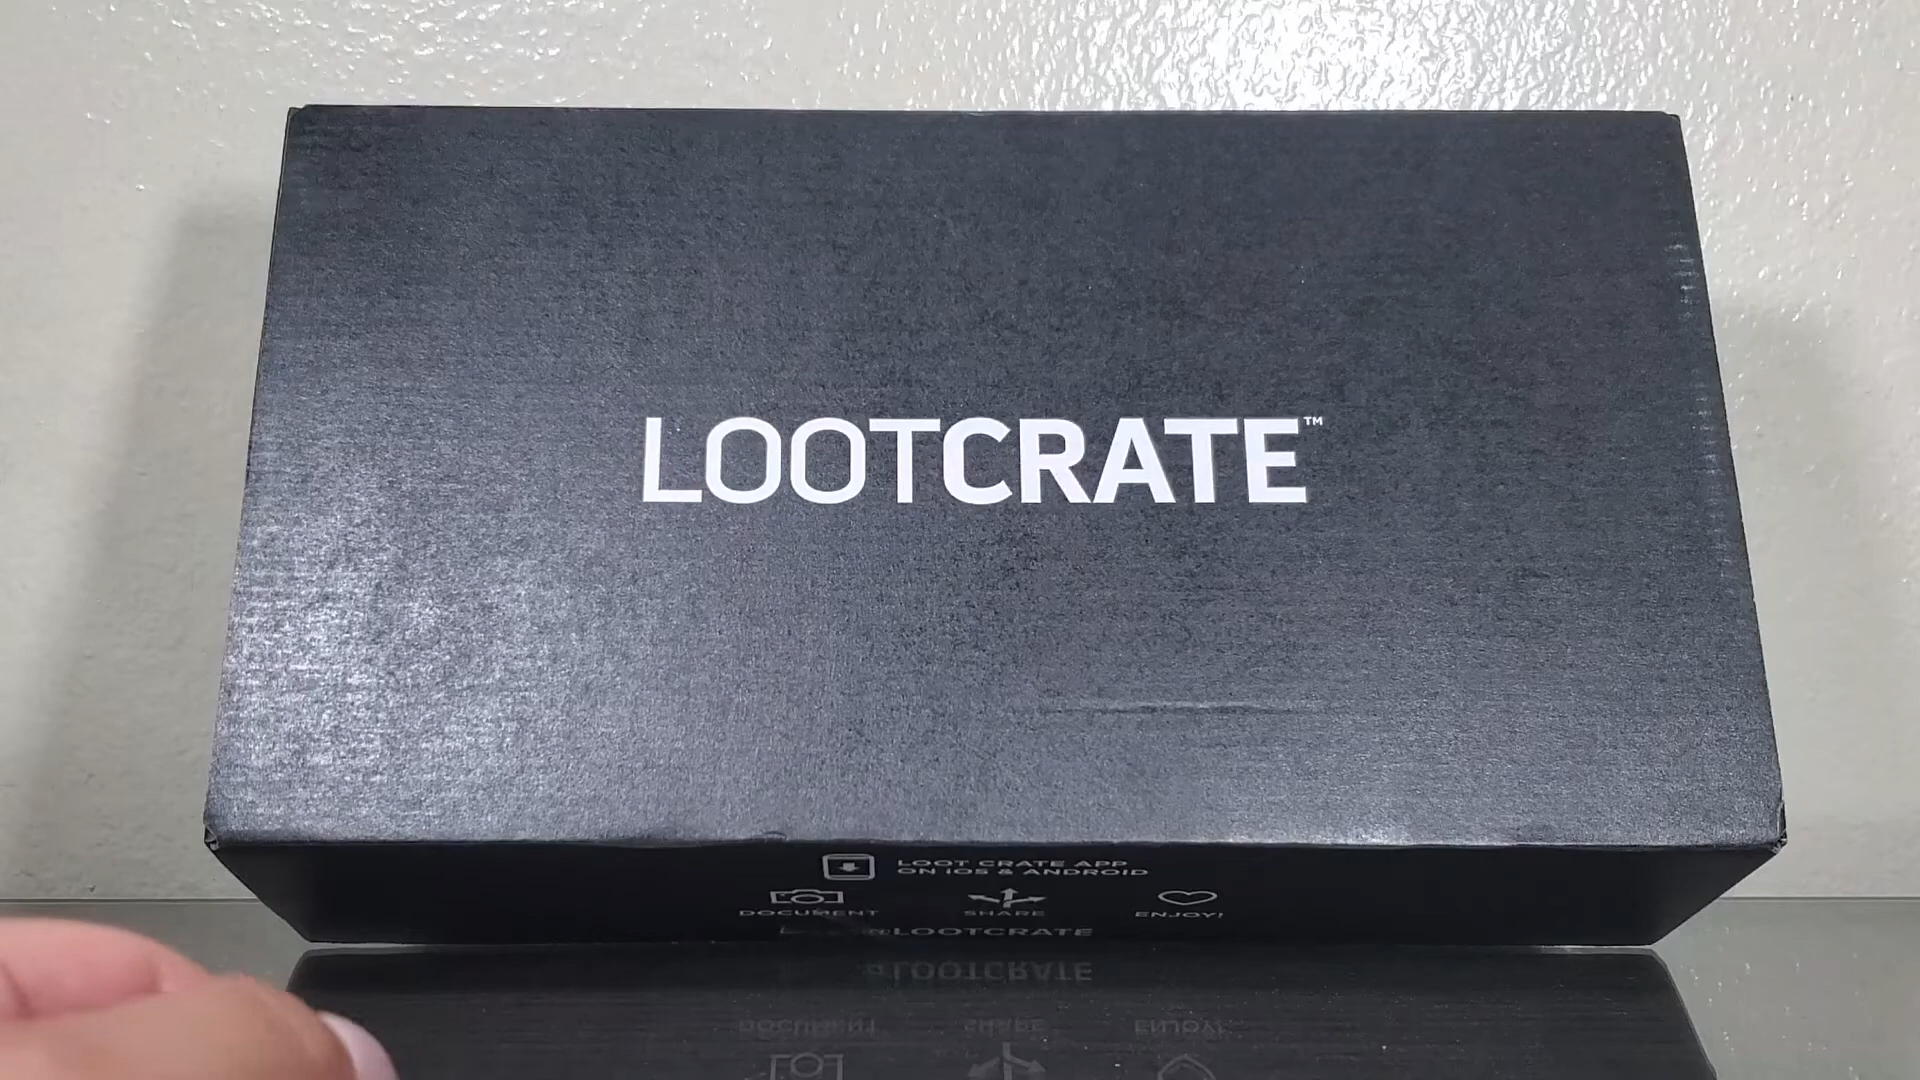 LOOTCRATE™
LOOT CRATE APP
ON iOS & ANDROID
DOCUMENT SHARE ENJOY!
@LOOTCRATE